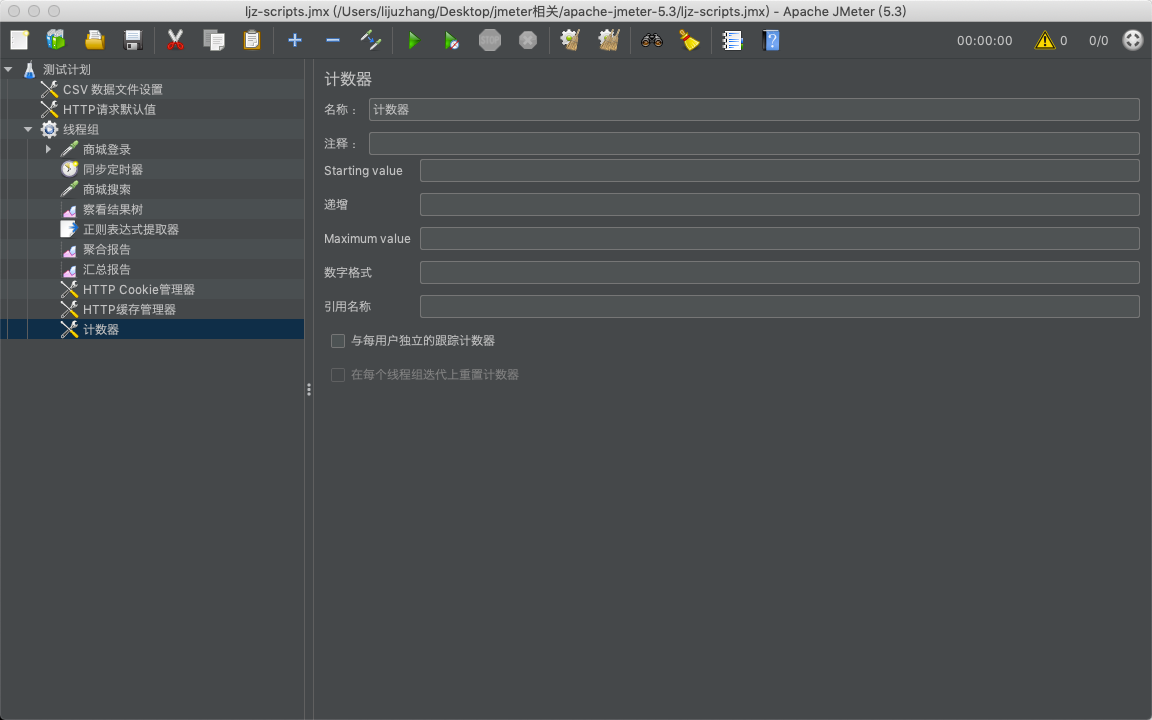 ljz-scripts.jmx (/Users/lijuzhang/Desktop/jmeter相关/apache-jmeter-5.3/ljz-scripts.jmx) - Apache JMeter (5.3)
STOP
00:00:00
0
0/0
?
测试计划
CSV 数据文件设置
HTTP请求默认值
线程组
商城登录
同步定时器
商城搜索
察看结果树
正则表达式提取器
聚合报告
汇总报告
HTTP Cookie管理器
HTTP缓存管理器
计数器
计数器
名称： 计数器
注释：
Starting value
递增
Maximum value
数字格式
引用名称
与每用户独立的跟踪计数器
在每个线程组迭代上重置计数器